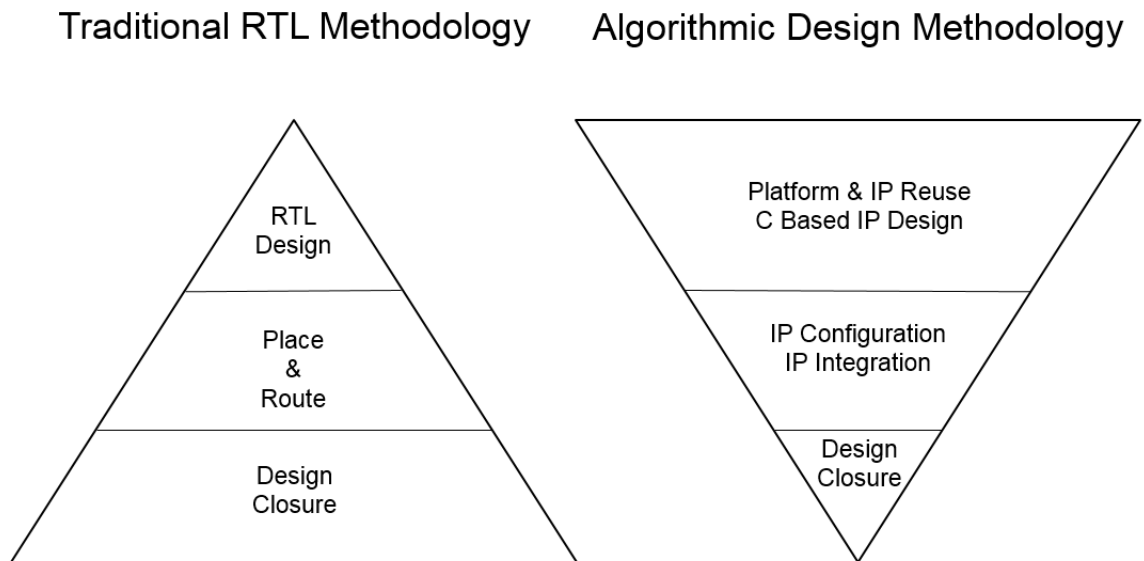 Traditional RTL Methodology
Algorithmic Design Methodology
RTL
Design
Place
&
Route
Design
Closure
Platform & IP Reuse
C Based IP Design
IP Configuration
IP Integration
Design
Closure